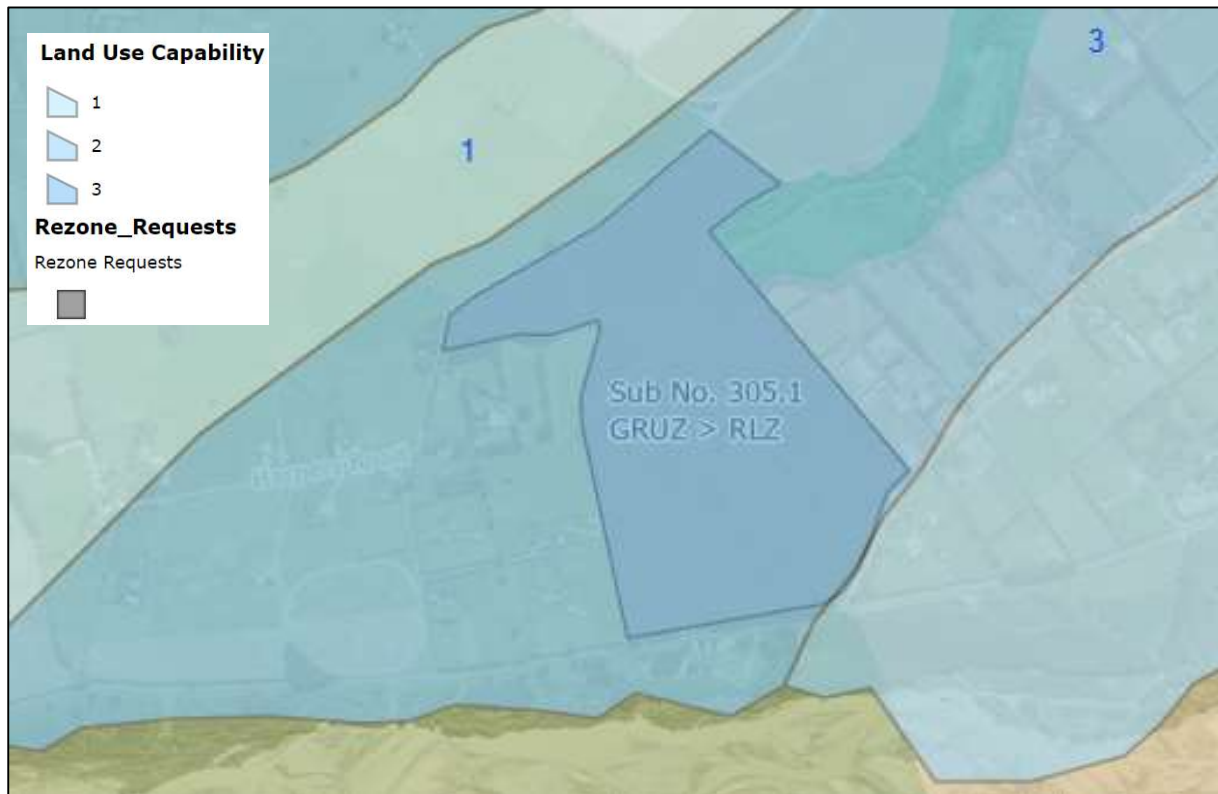 Land Use Capability
1
2
3
Rezone_Requests
Rezone Requests
1
3
Sub No. 305.1
GRUZ > RLZ